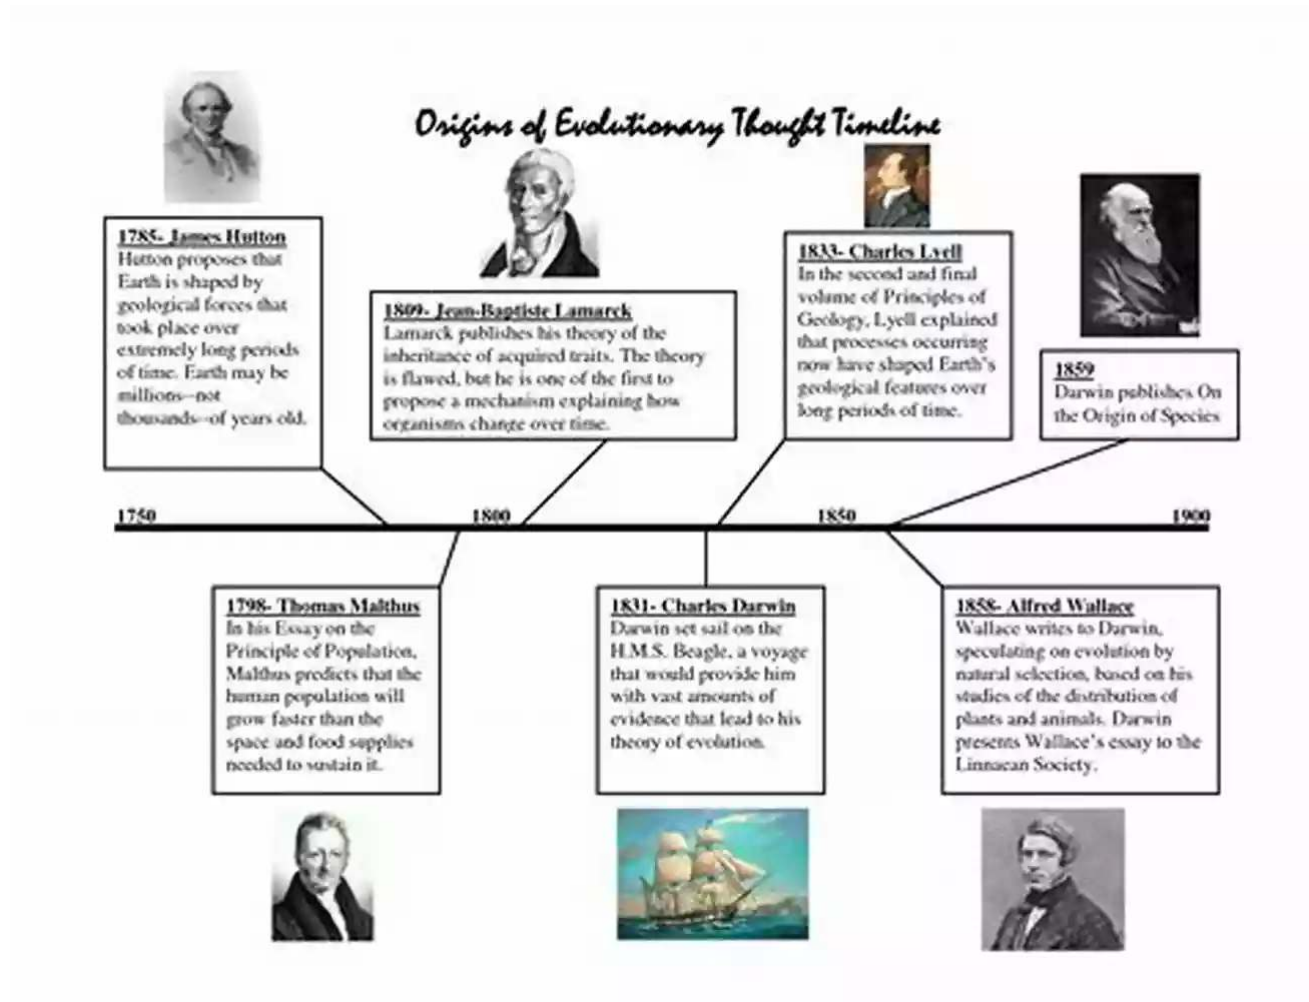 Origins of Evolutionary Thought Timeline
1785- James Hutton
Hutton proposes that
Earth is shaped by
geological forces that
took place over
extremely long periods
of time. Earth may be
millions--not
thousands--of years old.
1809- Jean-Baptiste Lamarck
Lamarck publishes his theory of the
inheritance of acquired traits. The theory
is flawed, but he is one of the first to
propose a mechanism explaining how
organisms change over time.
1833- Charles Lyell
In the second and final
volume of Principles of
Geology, Lyell explained
that processes occurring
now have shaped Earth's
geological features over
long periods of time.
1859
Darwin publishes On
the Origin of Species
1750
1800
1850
1900
1798- Thomas Malthus
In his Essay on the
Principle of Population,
Malthus predicts that the
human population will
grow faster than the
space and food supplies
needed to sustain it.
1831- Charles Darwin
Darwin set sail on the
H.M.S. Beagle, a voyage
that would provide him
with vast amounts of
evidence that lead to his
theory of evolution.
1858- Alfred Wallace
Wallace writes to Darwin,
speculating on evolution by
natural selection, based on his
studies of the distribution of
plants and animals. Darwin
presents Wallace's essay to the
Linnaean Society.